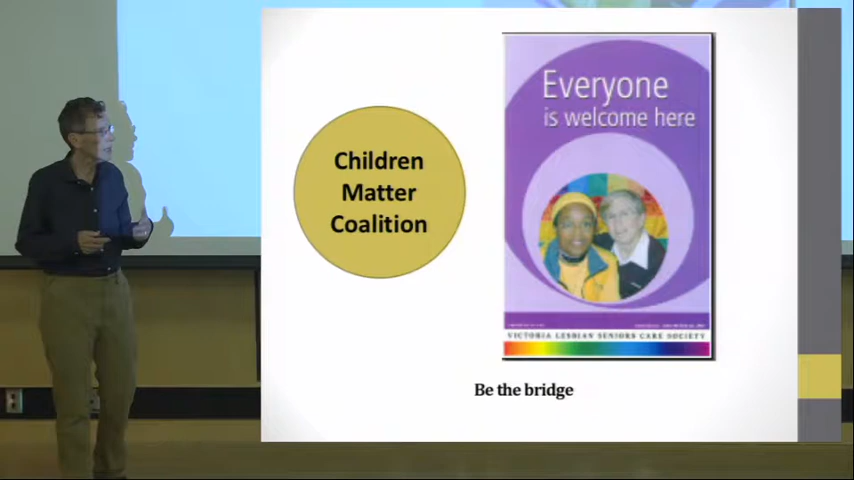 Children
Matter
Coalition
Everyone
is welcome here
VICTORIA LESBIAN SENIORS CARE SOCIETY
Be the bridge